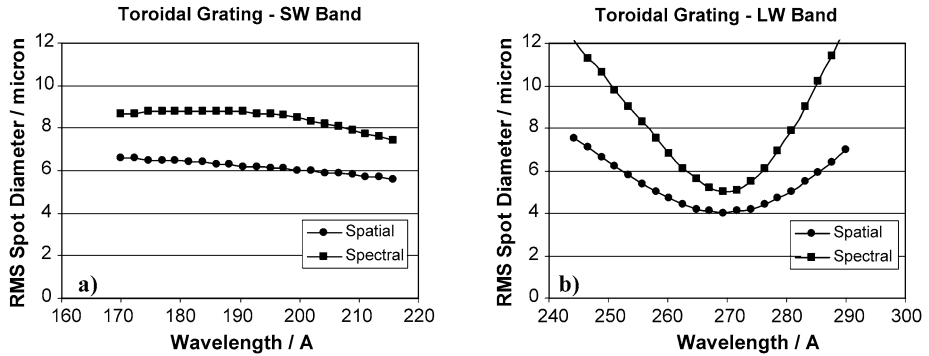 Toroidal Grating - SW Band
RMS Spot Diameter / micron
12
10
8
6
4
2
0
160 170 180 190 200 210 220
Wavelength / A
Spatial
Spectral
a)
Toroidal Grating - LW Band
RMS Spot Diameter / micron
12
10
8
6
4
2
0
240 250 260 270 280 290 300
Wavelength / A
Spatial
Spectral
b)